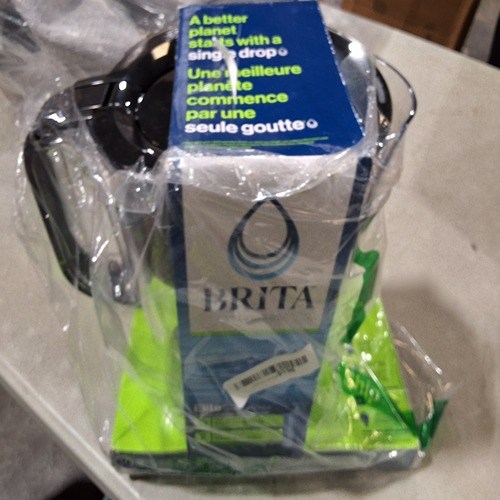 A better
planet
starts with a
single drop
Une meilleure
planète
commence
par une
seule goutte
BRITA